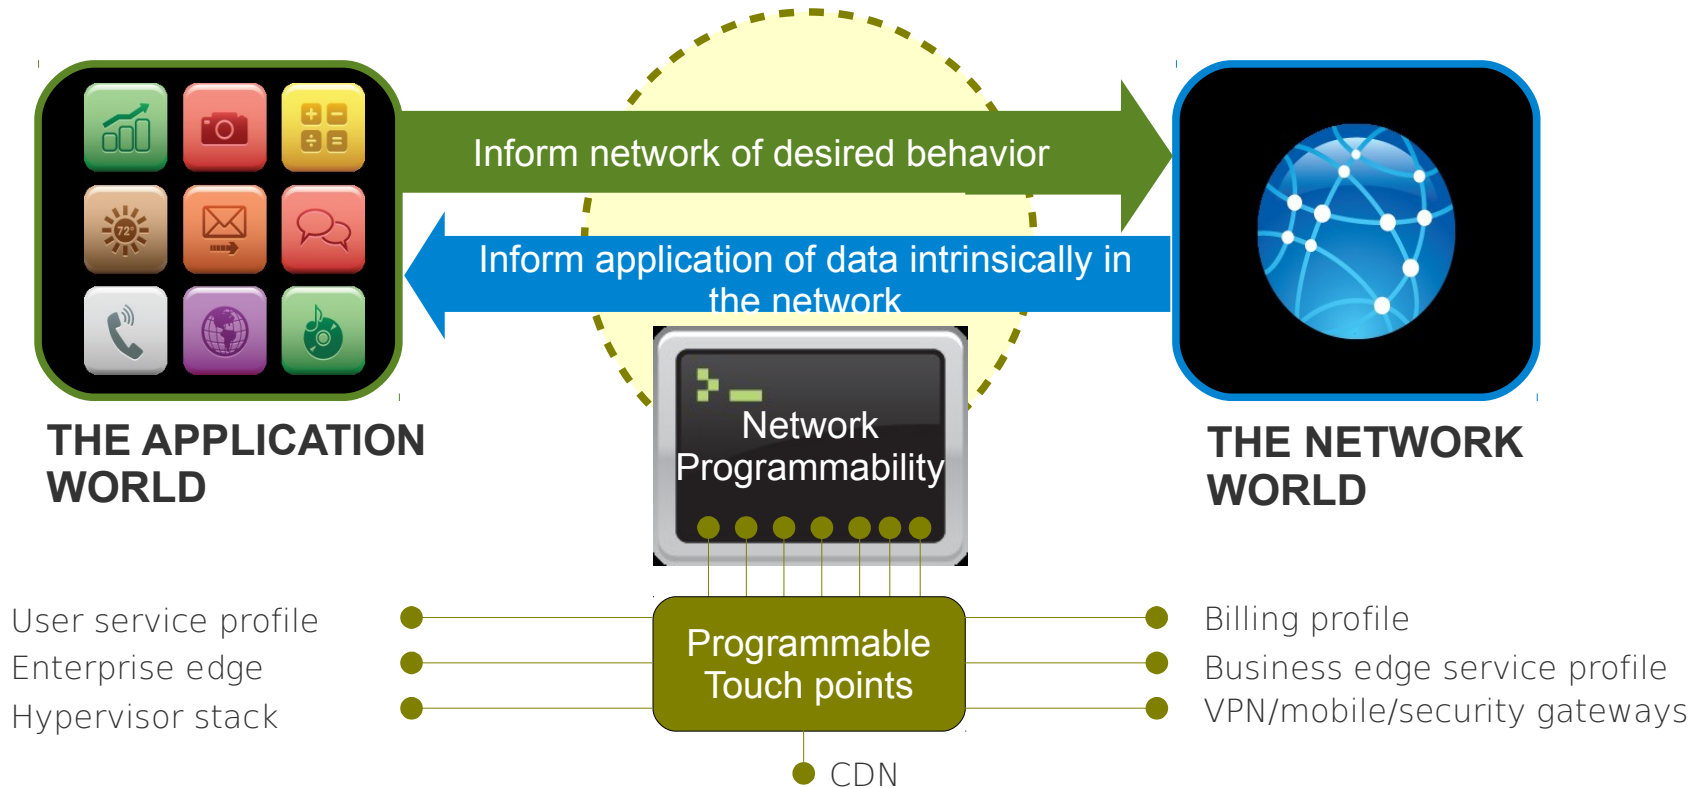 Inform network of desired behavior
72°
Inform application of data intrinsically in
the network
THE APPLICATION
WORLD
Network
Programmability
THE NETWORK
WORLD
User service profile
Enterprise edge
Hypervisor stack
Programmable
Touch points
Billing profile
Business edge service profile
VPN/mobile/security gateways
CDN